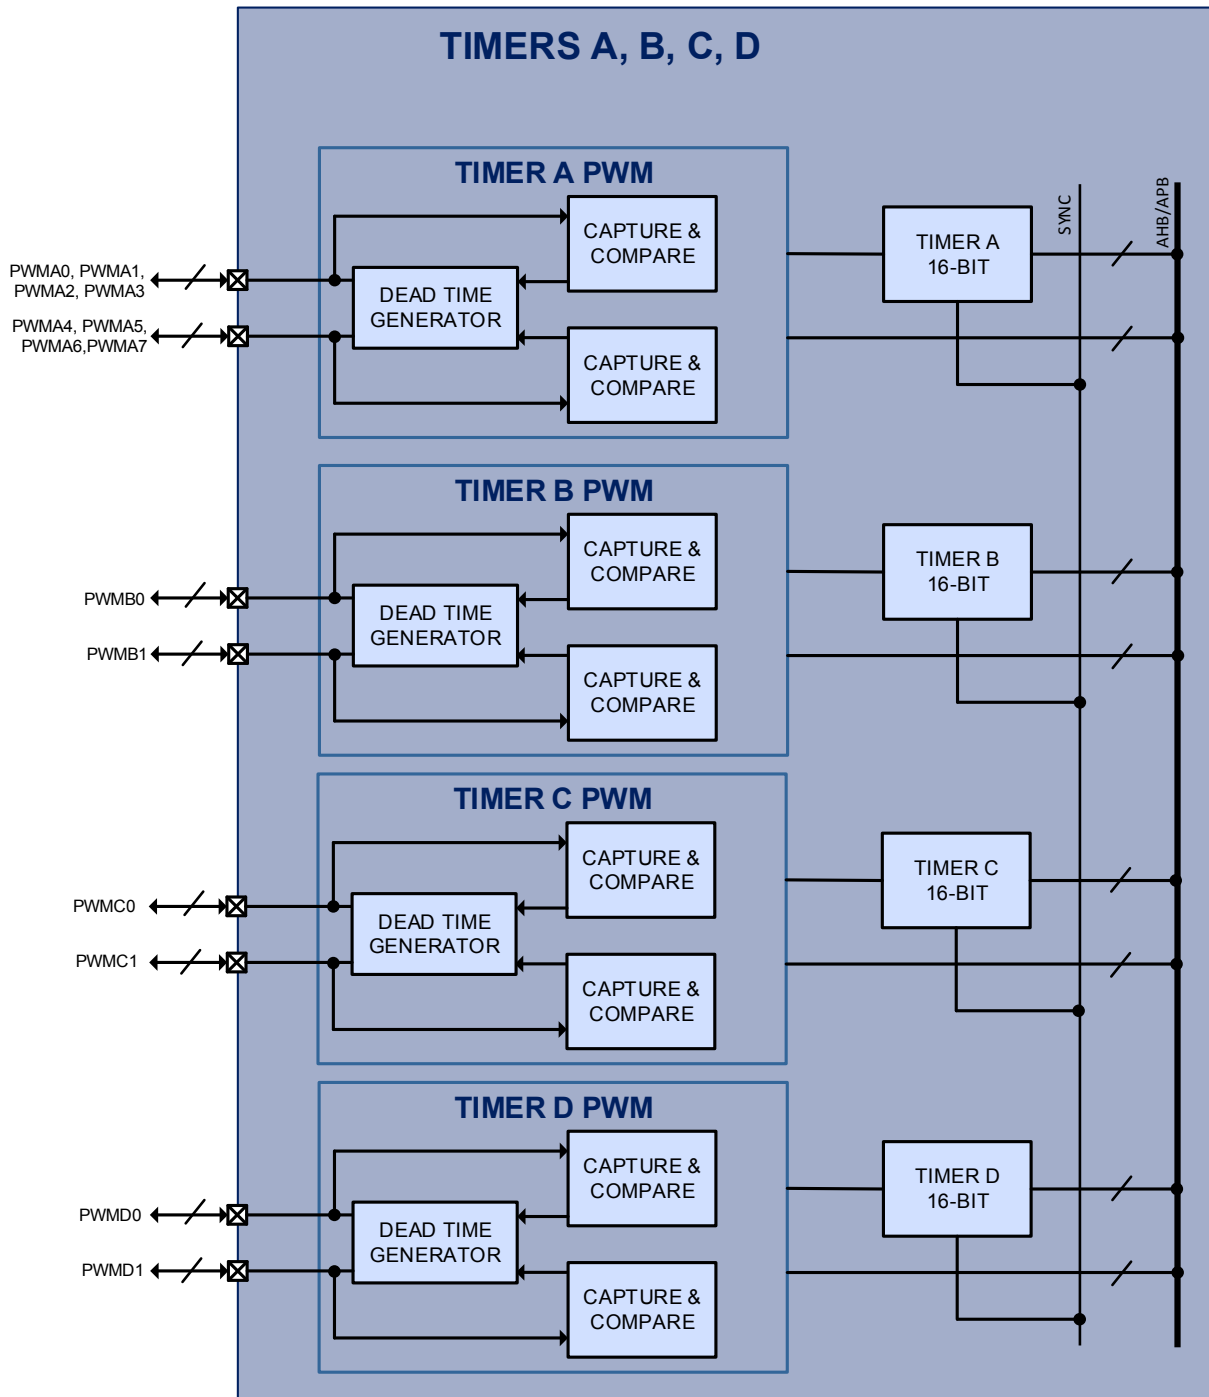 TIMERS A, B, C, D
TIMER A PWM
CAPTURE &
COMPARE
DEAD TIME
GENERATOR
CAPTURE &
COMPARE
PWMA0, PWMA1,
PWMA2, PWMA3
PWMA4, PWMA5,
PWMA6,PWMA7
TIMER A
16-BIT
SYNC
AHB/APB
TIMER B PWM
CAPTURE &
COMPARE
DEAD TIME
GENERATOR
CAPTURE &
COMPARE
PWMB0
PWMB1
TIMER B
16-BIT
TIMER C PWM
CAPTURE &
COMPARE
DEAD TIME
GENERATOR
CAPTURE &
COMPARE
PWMC0
PWMC1
TIMER C
16-BIT
TIMER D PWM
CAPTURE &
COMPARE
DEAD TIME
GENERATOR
CAPTURE &
COMPARE
PWMD0
PWMD1
TIMER D
16-BIT